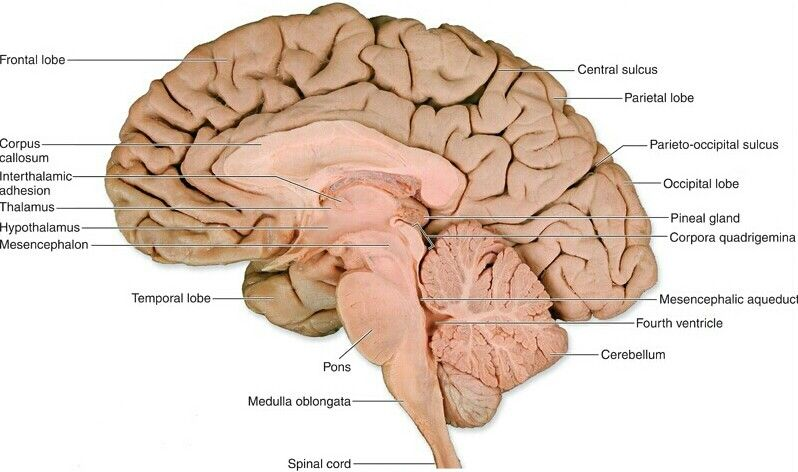 Frontal lobe
Central sulcus
Parietal lobe
Corpus
callosum
Parieto-occipital sulcus
Interthalamic
adhesion
Occipital lobe
Thalamus
Pineal gland
Hypothalamus
Corpora quadrigemina
Mesencephalon
Temporal lobe
Mesencephalic aqueduct
Fourth ventricle
Cerebellum
Pons
Medulla oblongata
Spinal cord